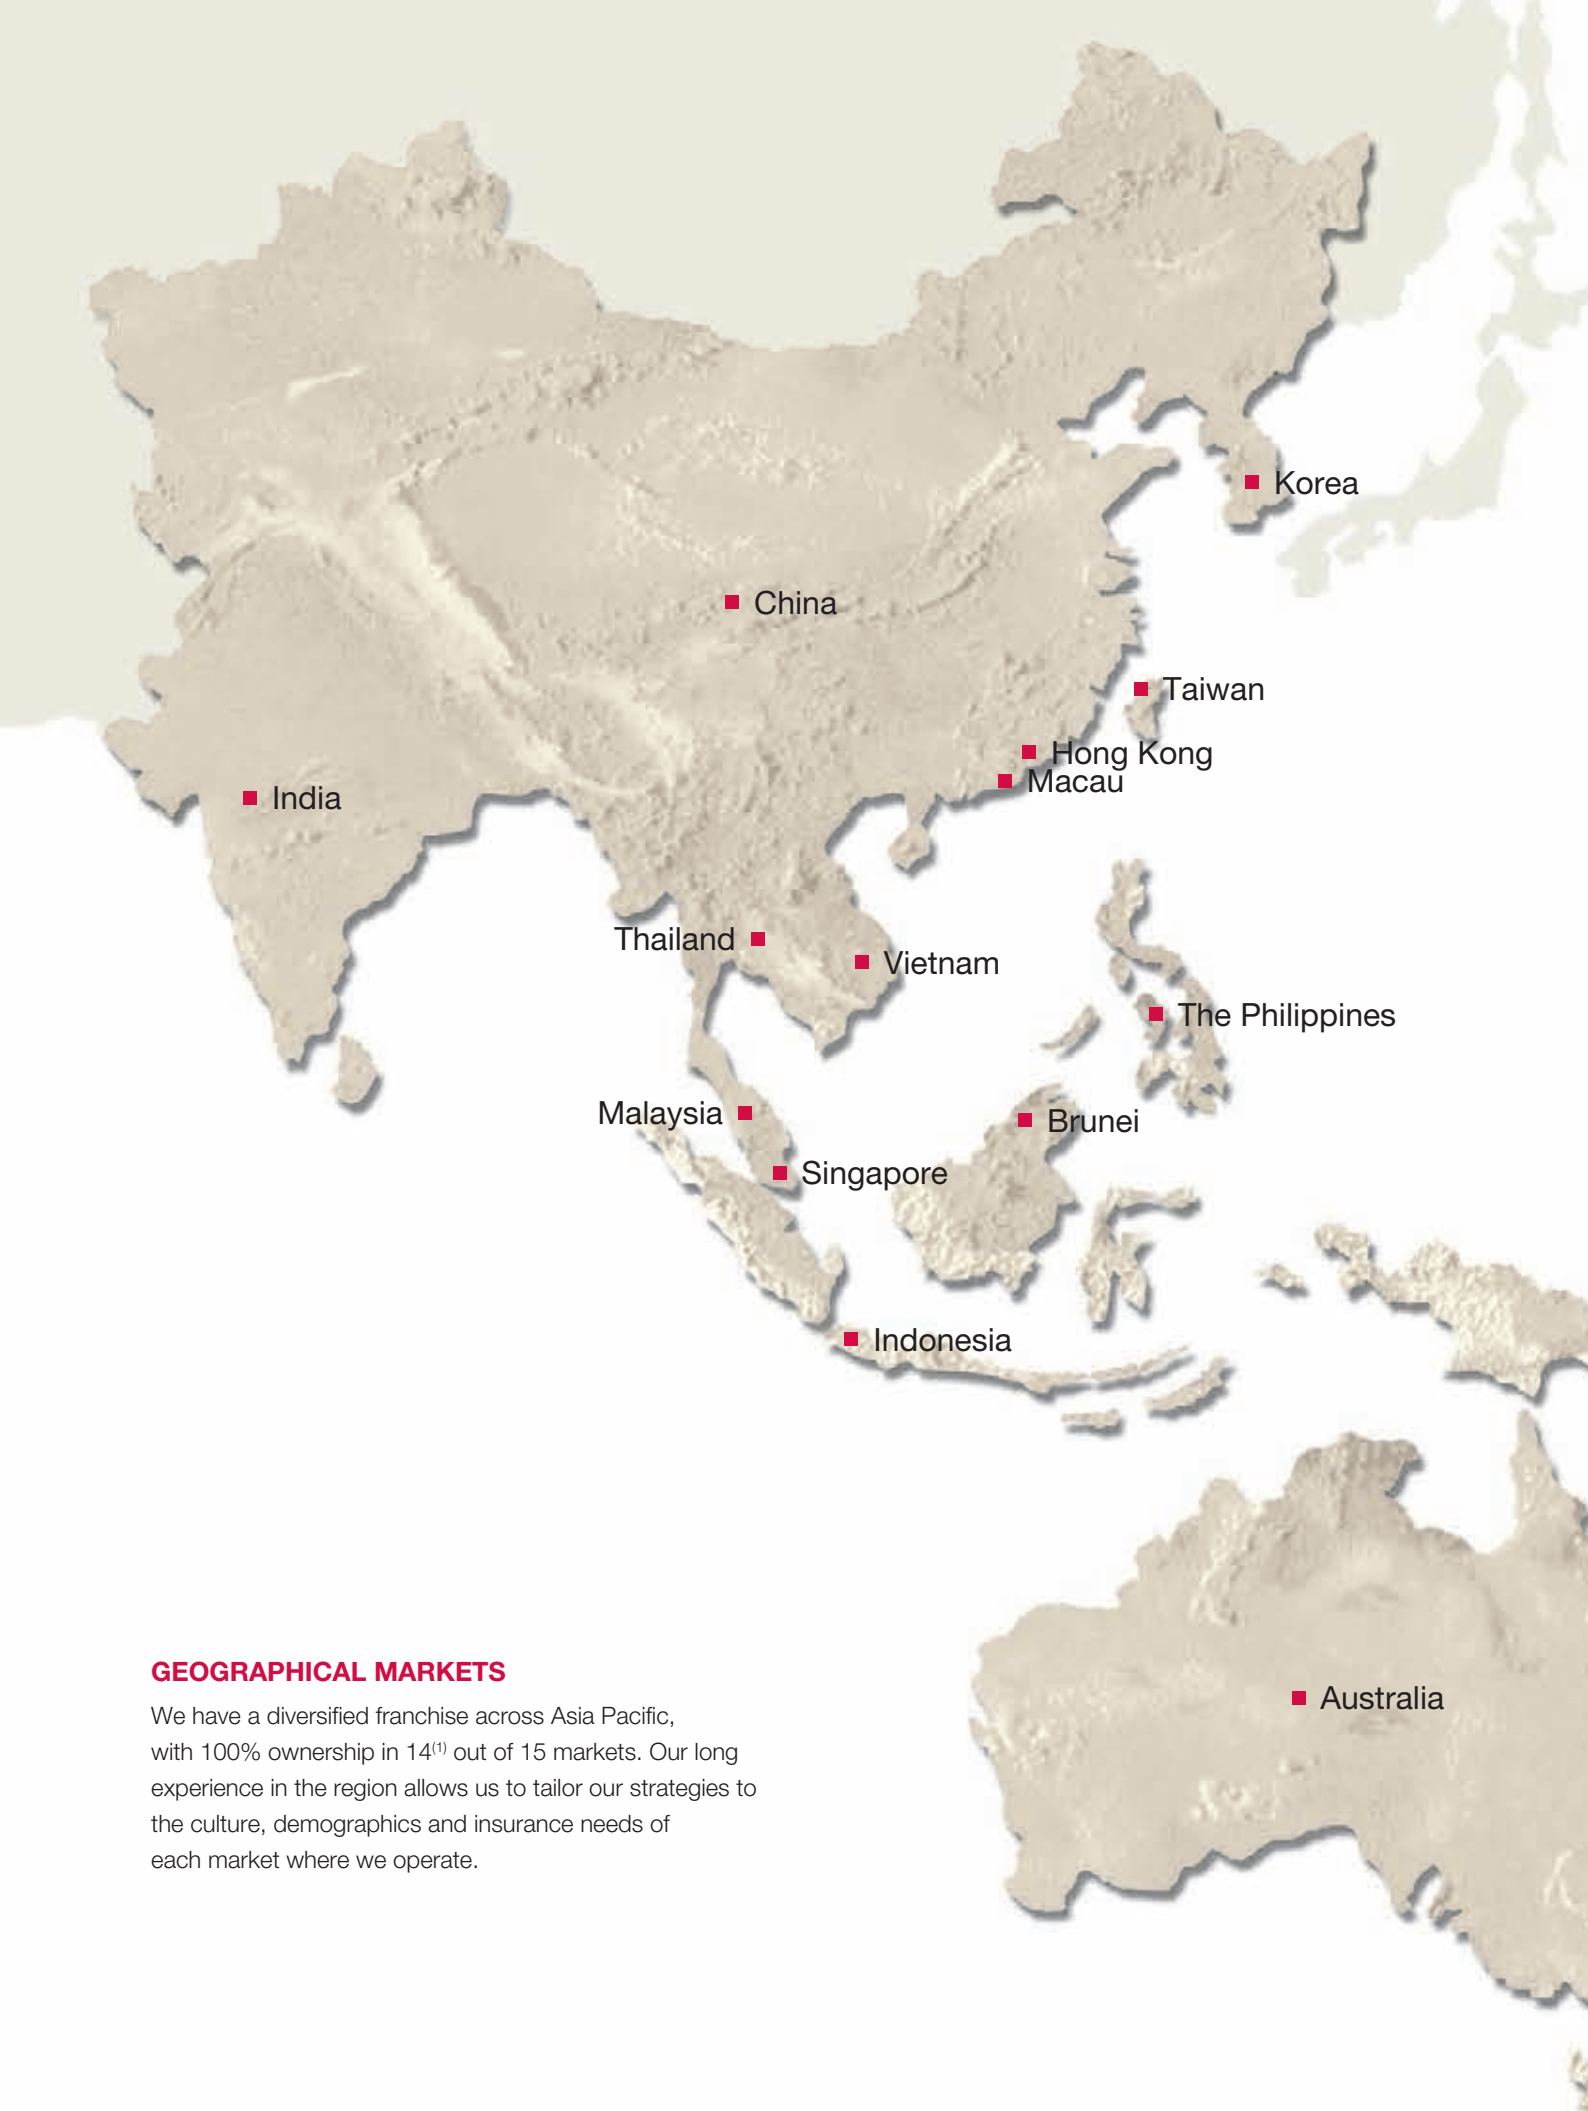 Korea
China
Taiwan
Hong Kong
Macau
India
Thailand
Vietnam
The Philippines
Malaysia
Brunei
Singapore
Indonesia
Australia
GEOGRAPHICAL MARKETS
We have a diversified franchise across Asia Pacific,
with 100% ownership in 14(1) out of 15 markets. Our long
experience in the region allows us to tailor our strategies to
the culture, demographics and insurance needs of
each market where we operate.